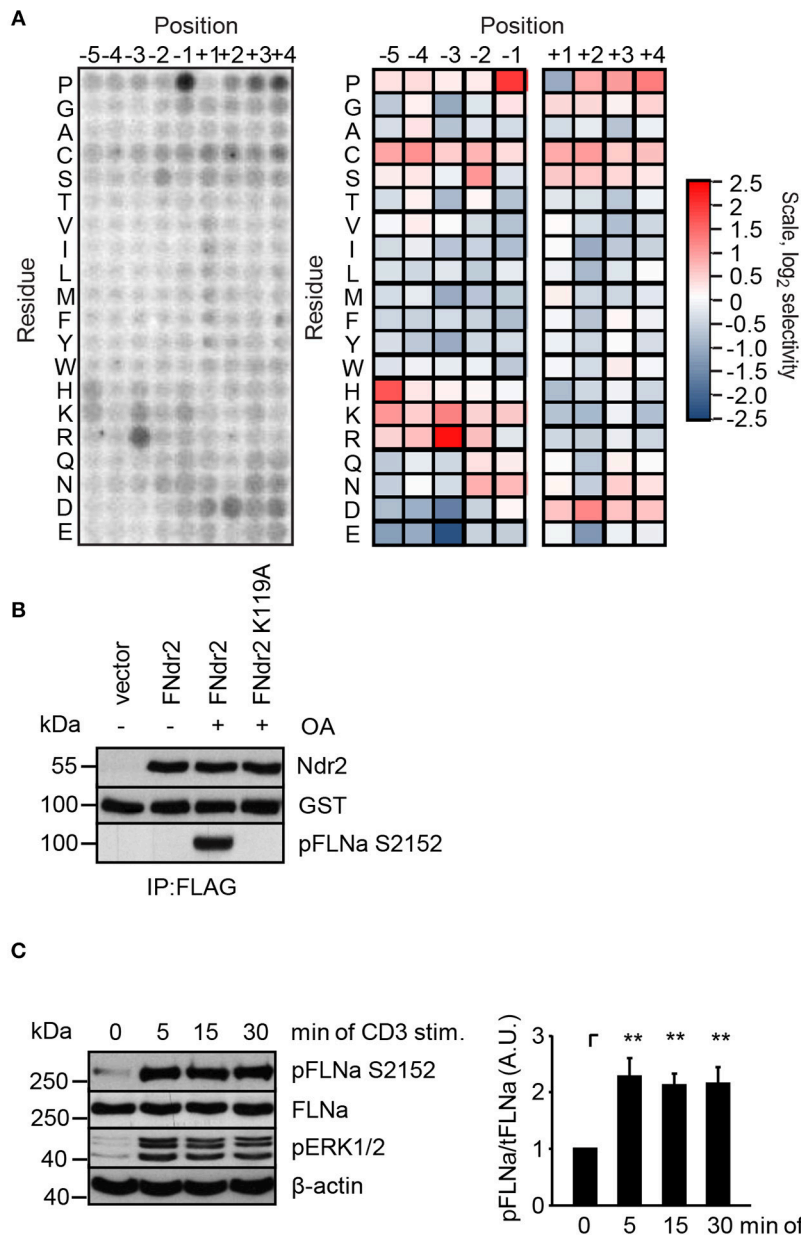 A
Position
-5 -4 -3 -2 -1 +1 +2 +3 +4
Residue
P
G
A
C
S
T
V
I
L
M
F
Y
W
H
K
R
Q
N
D
E
Position
-5 -4 -3 -2 -1 +1 +2 +3 +4
Residue
P
G
A
C
S
T
V
I
L
M
F
Y
W
H
K
R
Q
N
D
E
2.5
2
1.5
1
0.5
0
-0.5
-1.0
-1.5
-2.0
-2.5
Scale, log2 selectivity
B
vector
FNdr2
FNdr2
FNdr2 K119A
kDa - - + + OA
55 Ndr2
100 GST
100 pFLNa S2152
IP:FLAG
C
kDa 0 5 15 30 min of CD3 stim.
250 pFLNa S2152
250 FLNa
40 pERK1/2
40 β-actin
pFLNa/tFLNa (A.U.)
3
2
1
0
** ** **
0 5 15 30 min of